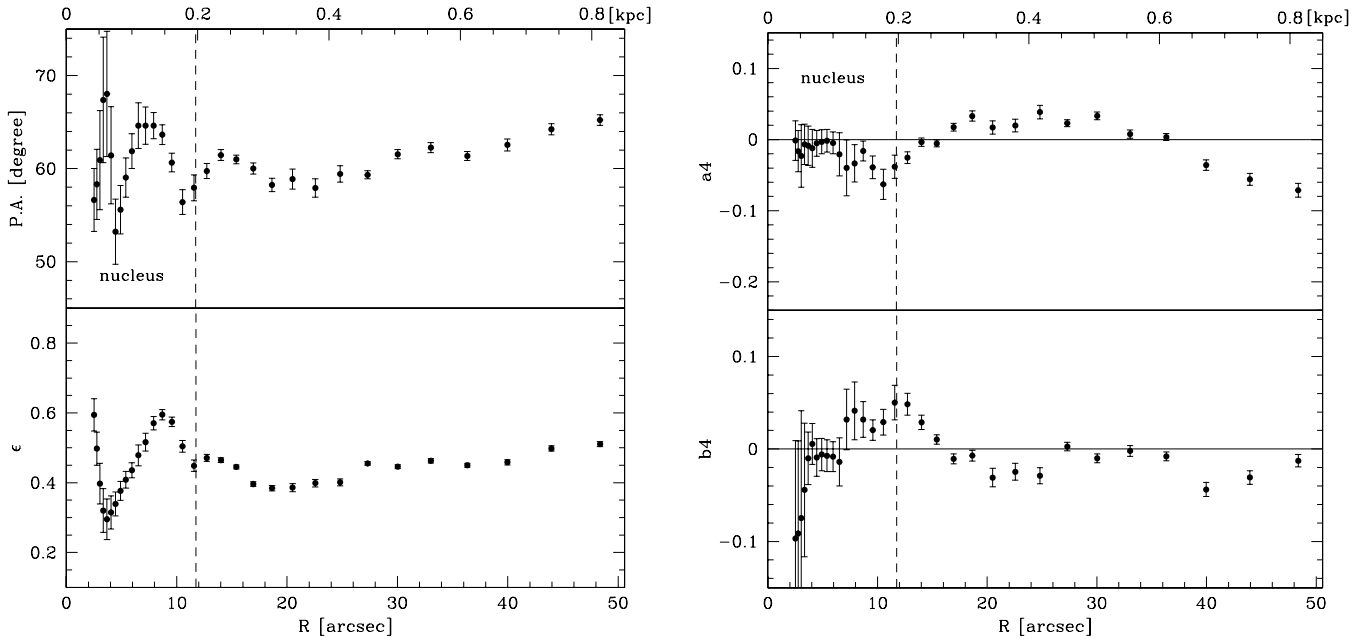 0 0.2 0.4 0.6 0.8 [kpc]
70
60
50
P.A. [degree]
nucleus
0.8
0.6
0.4
0.2
ϵ
0 10 20 30 40 50
R [arcsec]
0 0.2 0.4 0.6 0.8 [kpc]
nucleus
0.1
0
−0.1
−0.2
a4
0.1
0
−0.1
b4
0 10 20 30 40 50
R [arcsec]